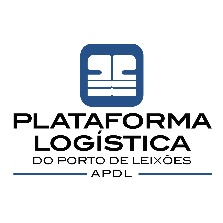 PLATAFORMA
LOGÍSTICA
DO PORTO DE LEIXÕES
APDL